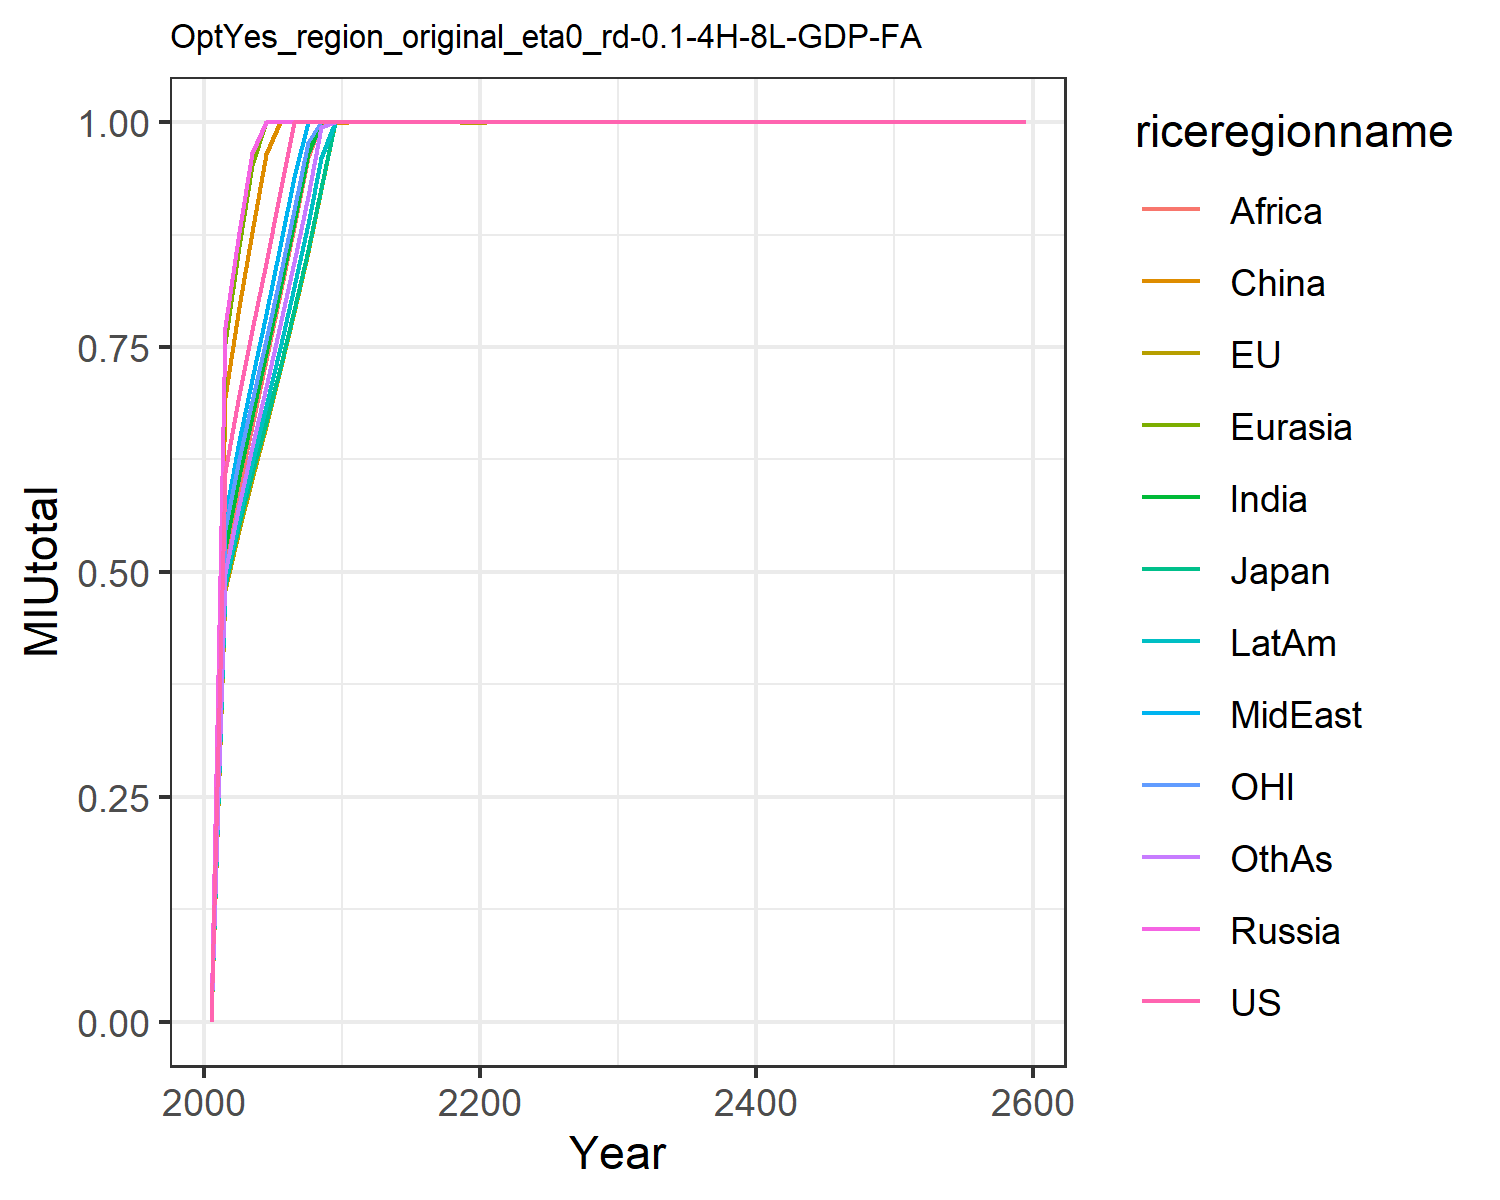 OptYes_region_original_eta0_rd-0.1-4H-8L-GDP-FA
1.00
0.75
0.50
0.25
0.00
MIUtotal
2000 2200 2400 2600
Year
riceregionname
Africa
China
EU
Eurasia
India
Japan
LatAm
MidEast
OHI
OthAs
Russia
US